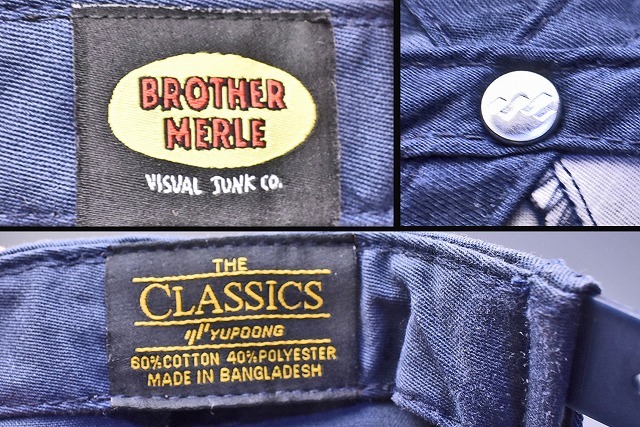 BROTHER
MERLE
VISUAL JUNK CO.
THE
CLASSICS
YUPOONG
60%COTTON 40%POLYESTER
MADE IN BANGLADESH